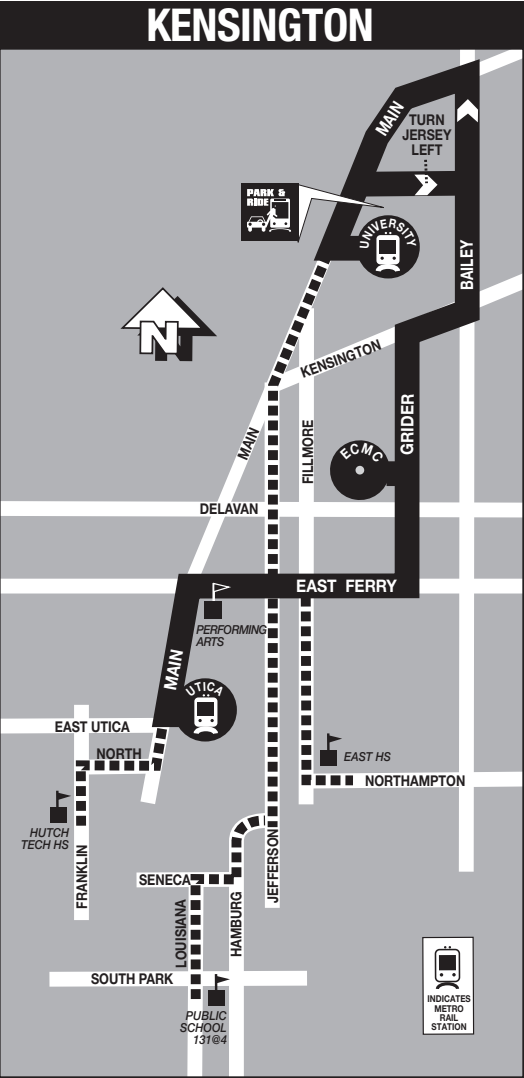 KENSINGTON
MAIN
TURN
JERSEY
LEFT
PARK &
RIDE
UNIVERSITY
BAILEY
N
KENSINGTON
MAIN
FILLMORE
GRIDER
ECMC
DELAVAN
EAST FERRY
PERFORMING
ARTS
MAIN
UTICA
EAST UTICA
NORTH
EAST HS
NORTHAMPTON
HUTCH
TECH HS
FRANKLIN
JEFFERSON
SENECA
LOUISIANA
HAMBURG
SOUTH PARK
PUBLIC
SCHOOL
131@4
INDICATES
METRO
RAIL
STATION